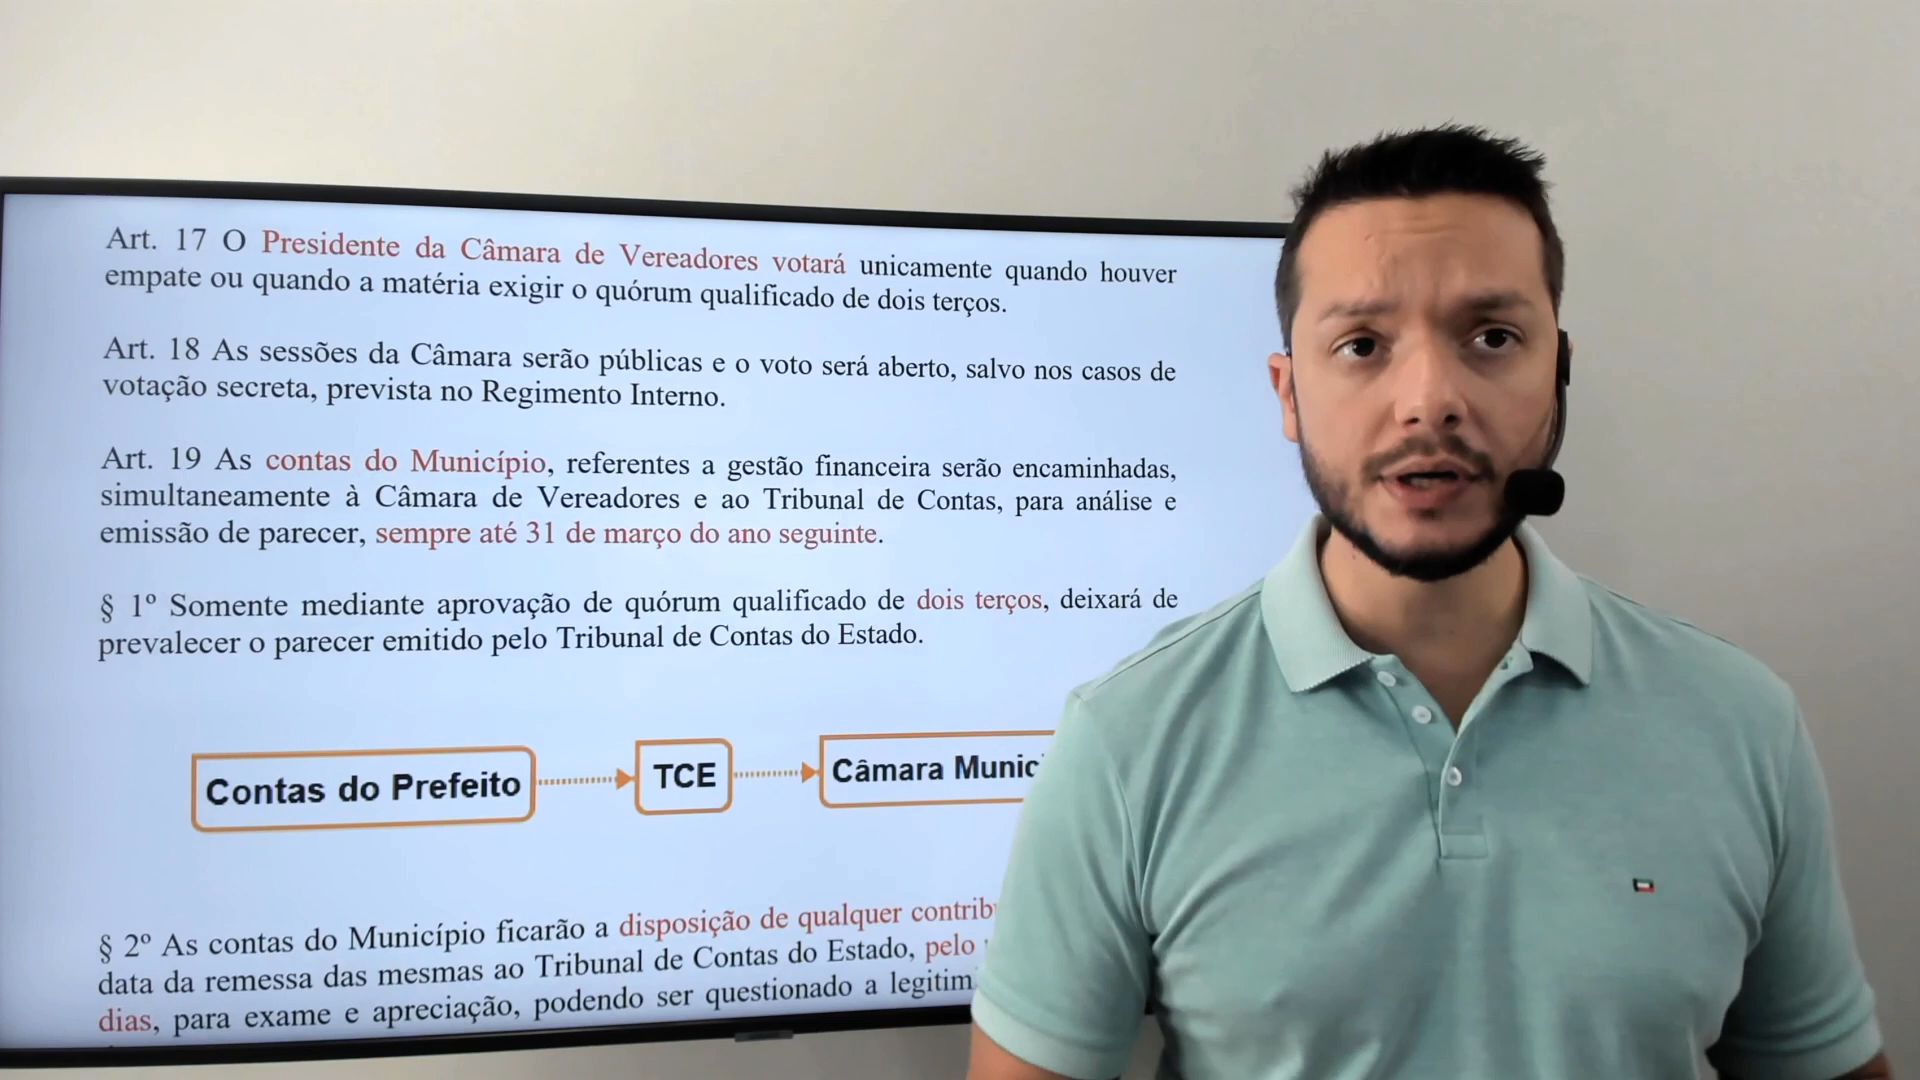 Art. 17 O Presidente da Câmara de Vereadores votará unicamente quando houver
empate ou quando a matéria exigir o quórum qualificado de dois terços.
Art. 18 As sessões da Câmara serão públicas e o voto será aberto, salvo nos casos de
votação secreta, prevista no Regimento Interno.
Art. 19 As contas do Município, referentes a gestão financeira serão encaminhadas,
simultaneamente à Câmara de Vereadores e ao Tribunal de Contas, para análise e
emissão de parecer, sempre até 31 de março do ano seguinte.
§ 1º Somente mediante aprovação de quórum qualificado de dois terços, deixará de
prevalecer o parecer emitido pelo Tribunal de Contas do Estado.
Contas do Prefeito TCE Câmara
§ 2º As contas do Município ficarão a disposição de qualquer
data da remessa das mesmas ao Tribunal de Contas do Estado, pelo
dias, para exame e apreciação, podendo ser questionado a